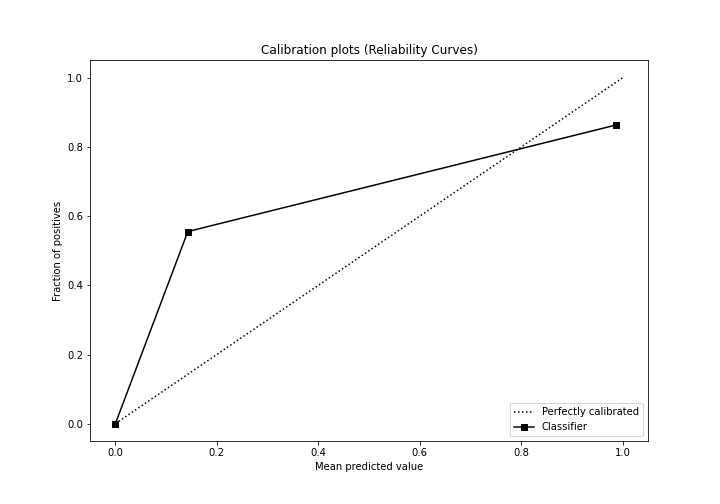 Calibration plots (Reliability Curves)
1.0
0.8
0.6
0.4
0.2
0.0
Fraction of positives
0.0 0.2 0.4 0.6 0.8 1.0
Mean predicted value
Perfectly calibrated
Classifier